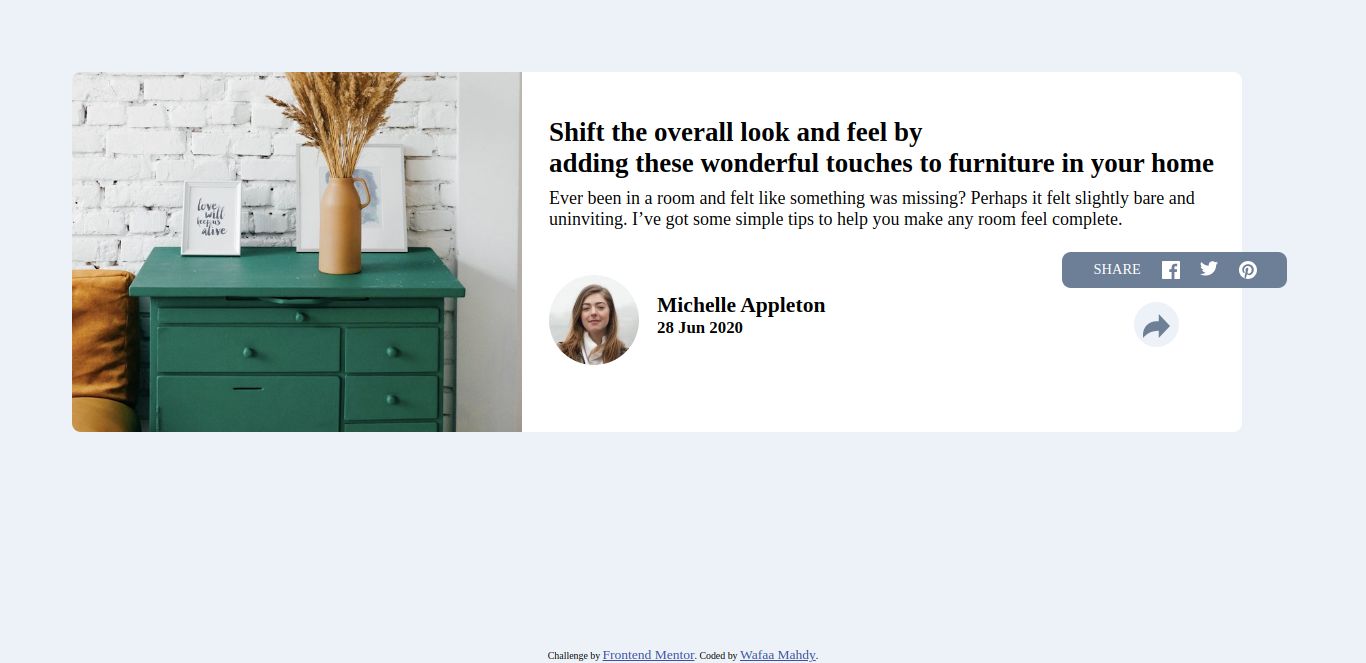 love
will
keep us
alive
Shift the overall look and feel by
adding these wonderful touches to furniture in your home
Ever been in a room and felt like something was missing? Perhaps it felt slightly bare and
uninviting. I’ve got some simple tips to help you make any room feel complete.
SHARE
Michelle Appleton
28 Jun 2020
Challenge by Frontend Mentor. Coded by Wafaa Mahdy.